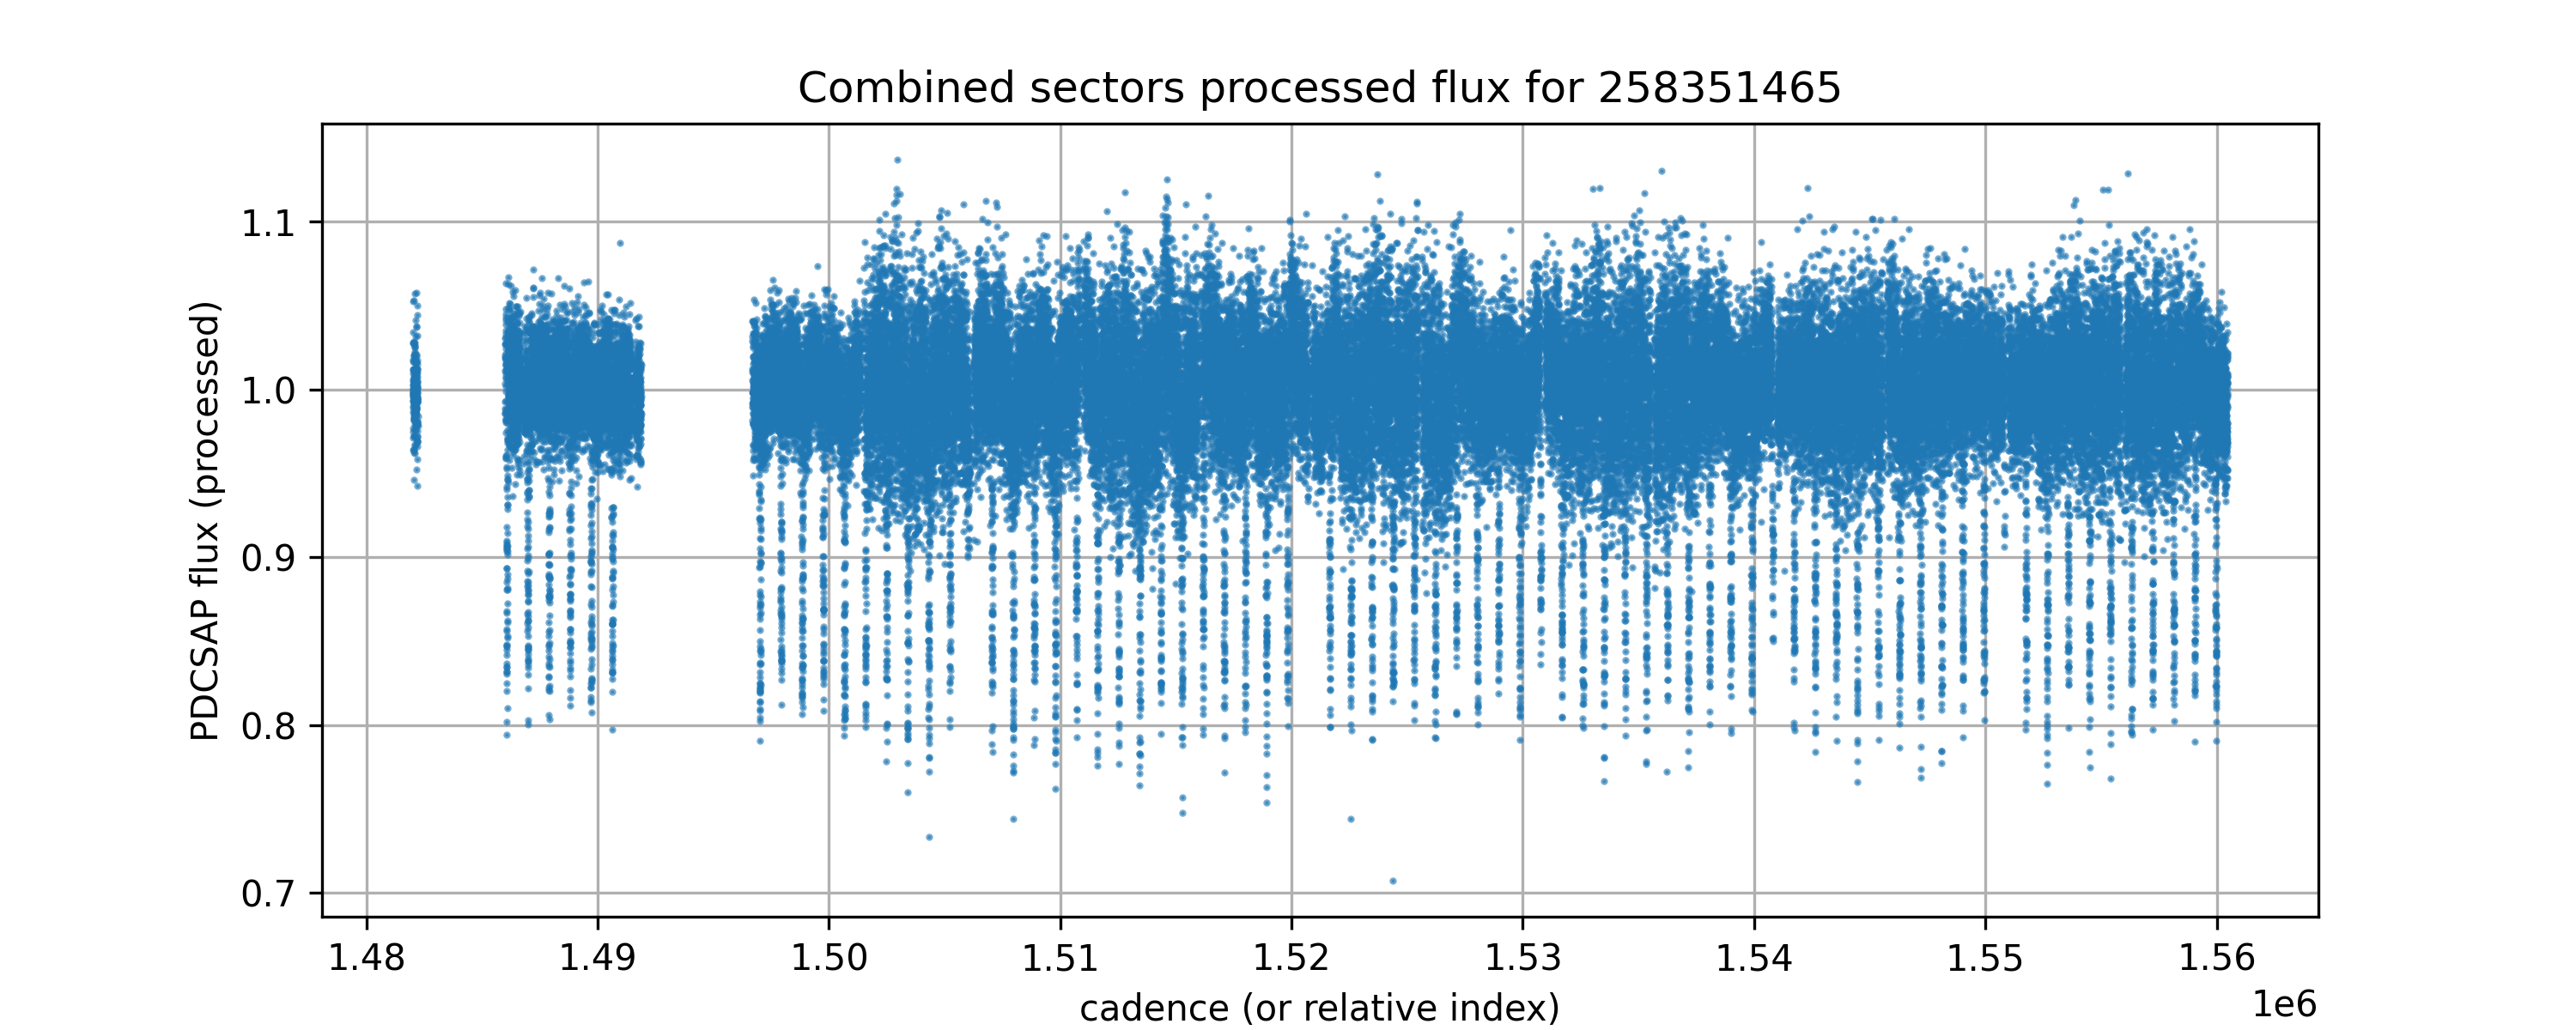 Combined sectors processed flux for 258351465
PDCSAP flux (processed)
1.1
1.0
0.9
0.8
0.7
1.48 1.49 1.50 1.51 1.52 1.53 1.54 1.55 1.56
1e6
cadence (or relative index)